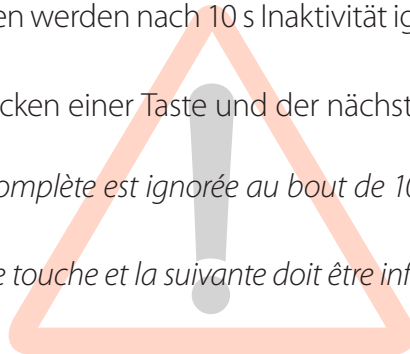 en werden nach 10 s Inaktivität ig
cken einer Taste und der nächst
omplète est ignorée au bout de 10
e touche et la suivante doit être inf